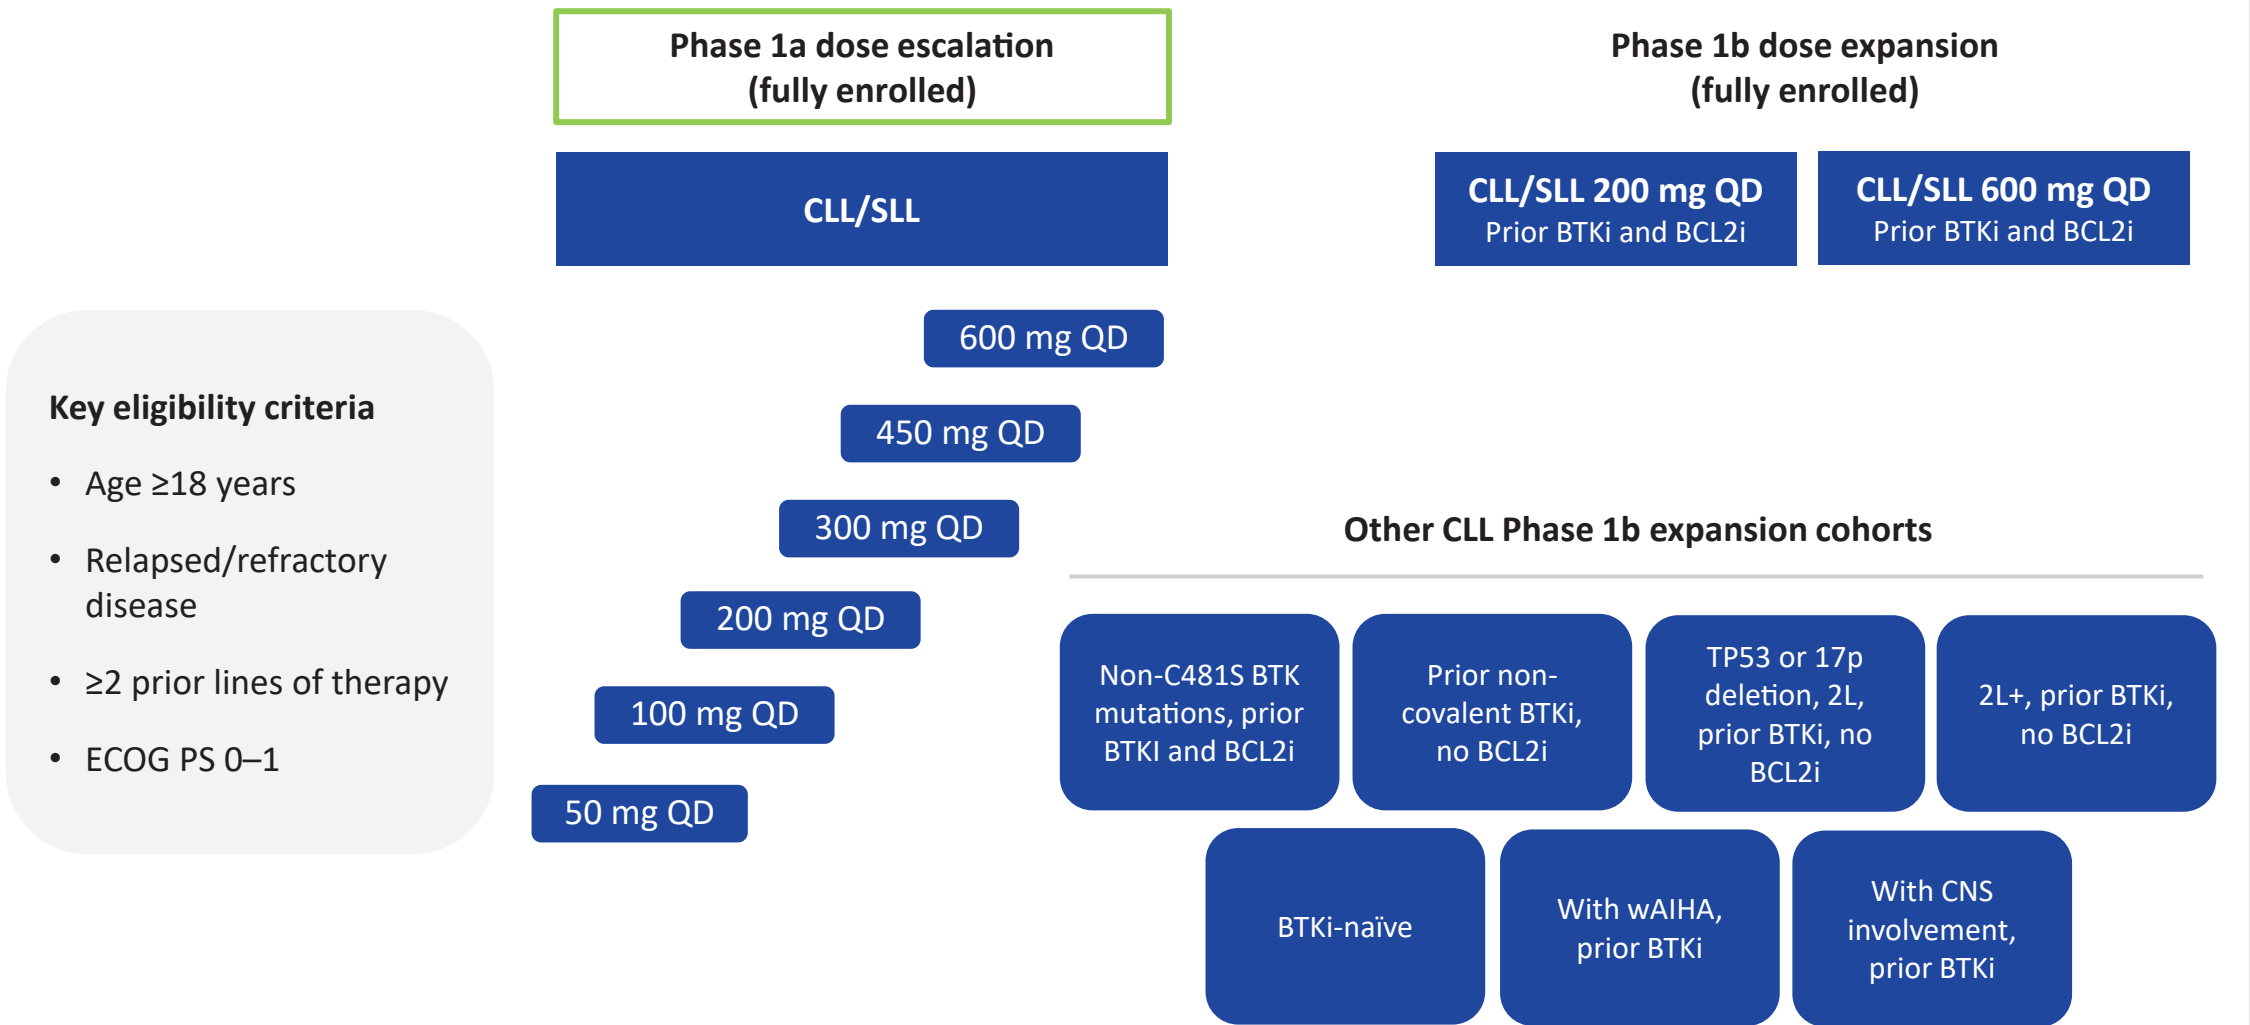 Phase 1a dose escalation
(fully enrolled)
Phase 1b dose expansion
(fully enrolled)
CLL/SLL
CLL/SLL 200 mg QD
Prior BTKi and BCL2i
CLL/SLL 600 mg QD
Prior BTKi and BCL2i
Key eligibility criteria
• Age ≥18 years
• Relapsed/refractory
disease
• ≥2 prior lines of therapy
• ECOG PS 0–1
600 mg QD
450 mg QD
300 mg QD
200 mg QD
100 mg QD
50 mg QD
Other CLL Phase 1b expansion cohorts
Non-C481S BTK
mutations, prior
BTKI and BCL2i
Prior non-
covalent BTKi,
no BCL2i
TP53 or 17p
deletion, 2L,
prior BTKi, no
BCL2i
2L+, prior BTKi,
no BCL2i
BTKi-naïve
With wAIHA,
prior BTKi
With CNS
involvement,
prior BTKi